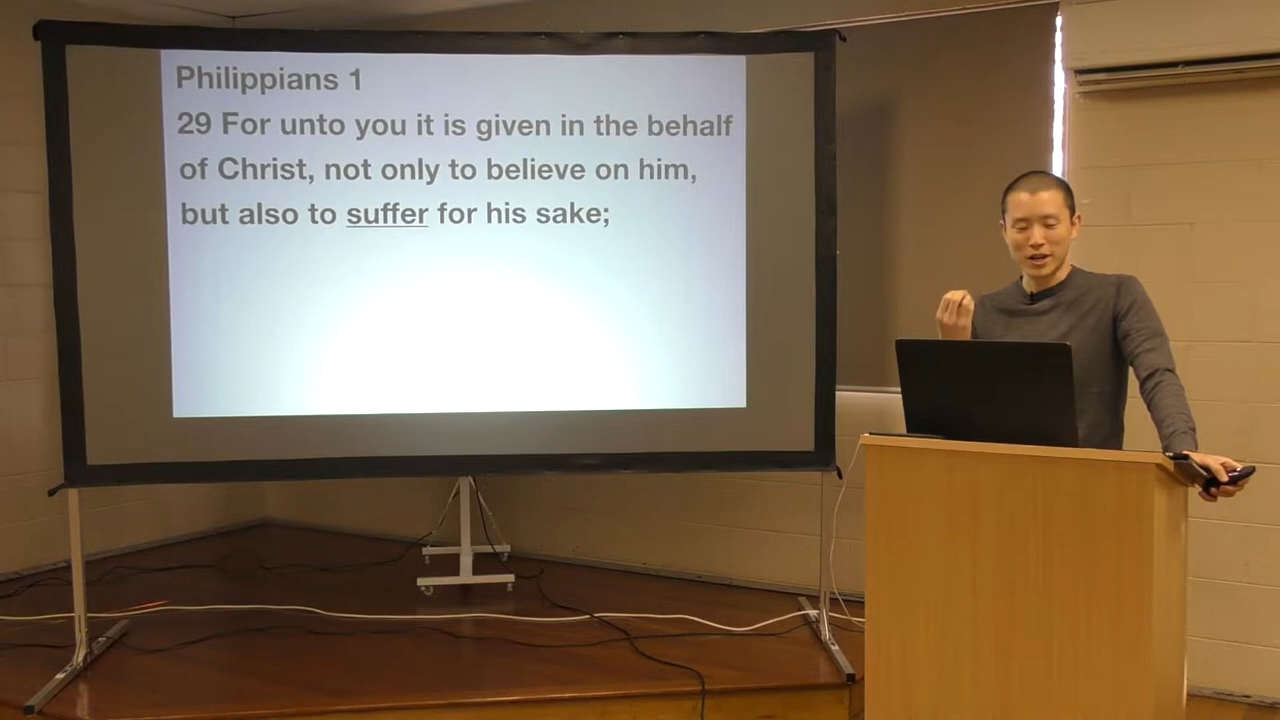 Philippians 1
29 For unto you it is given in the behalf
of Christ, not only to believe on him,
but also to suffer for his sake;